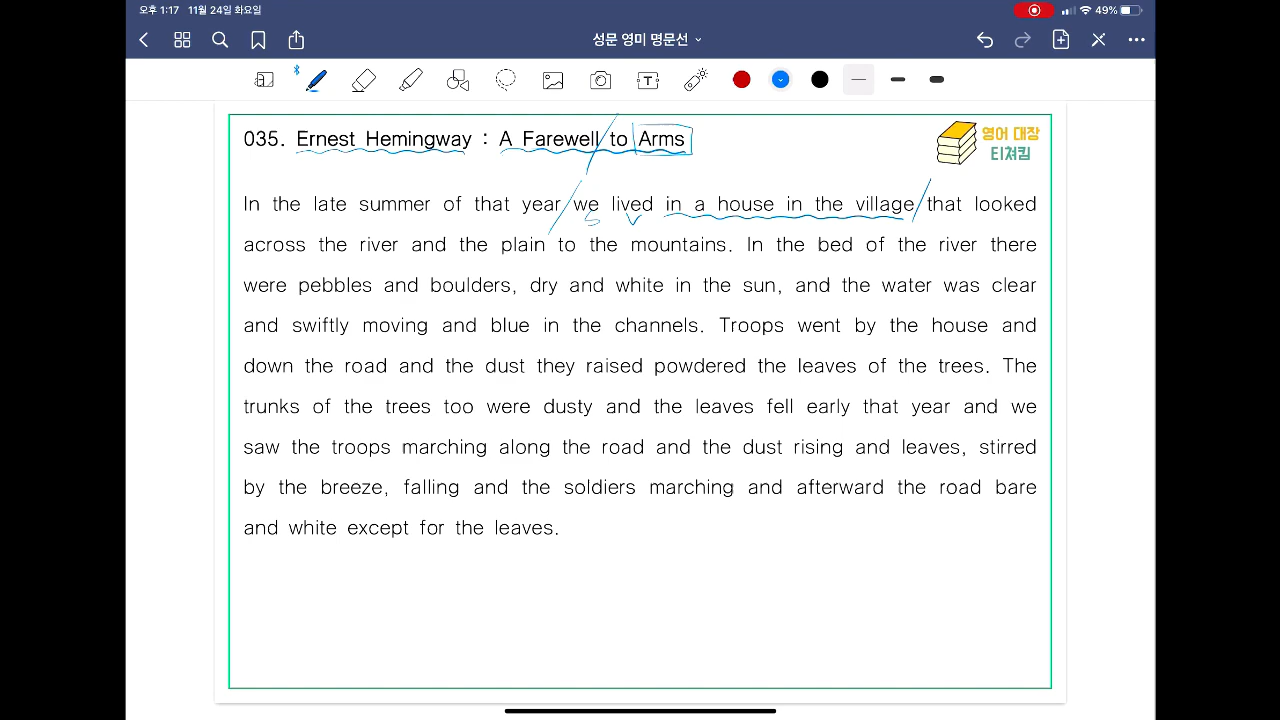 오후 1:17 11월 24일 화요일 49%
성문 영미 명문선
T
035. Ernest Hemingway : A Farewell to Arms
영어 대장
티쳐킴
In the late summer of that year we lived in a house in the village that looked
S V
across the river and the plain to the mountains. In the bed of the river there
were pebbles and boulders, dry and white in the sun, and the water was clear
and swiftly moving and blue in the channels. Troops went by the house and
down the road and the dust they raised powdered the leaves of the trees. The
trunks of the trees too were dusty and the leaves fell early that year and we
saw the troops marching along the road and the dust rising and leaves, stirred
by the breeze, falling and the soldiers marching and afterward the road bare
and white except for the leaves.